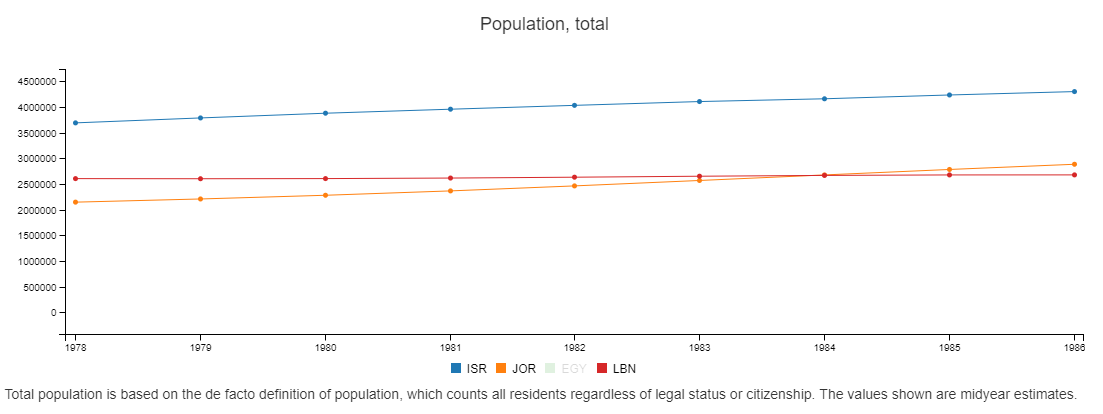 Population, total
4500000
4000000
3500000
3000000
2500000
2000000
1500000
1000000
500000
0
1978 1979 1980 1981 1982 1983 1984 1985 1986
ISR JOR EGY LBN
Total population is based on the de facto definition of population, which counts all residents regardless of legal status or citizenship. The values shown are midyear estimates.